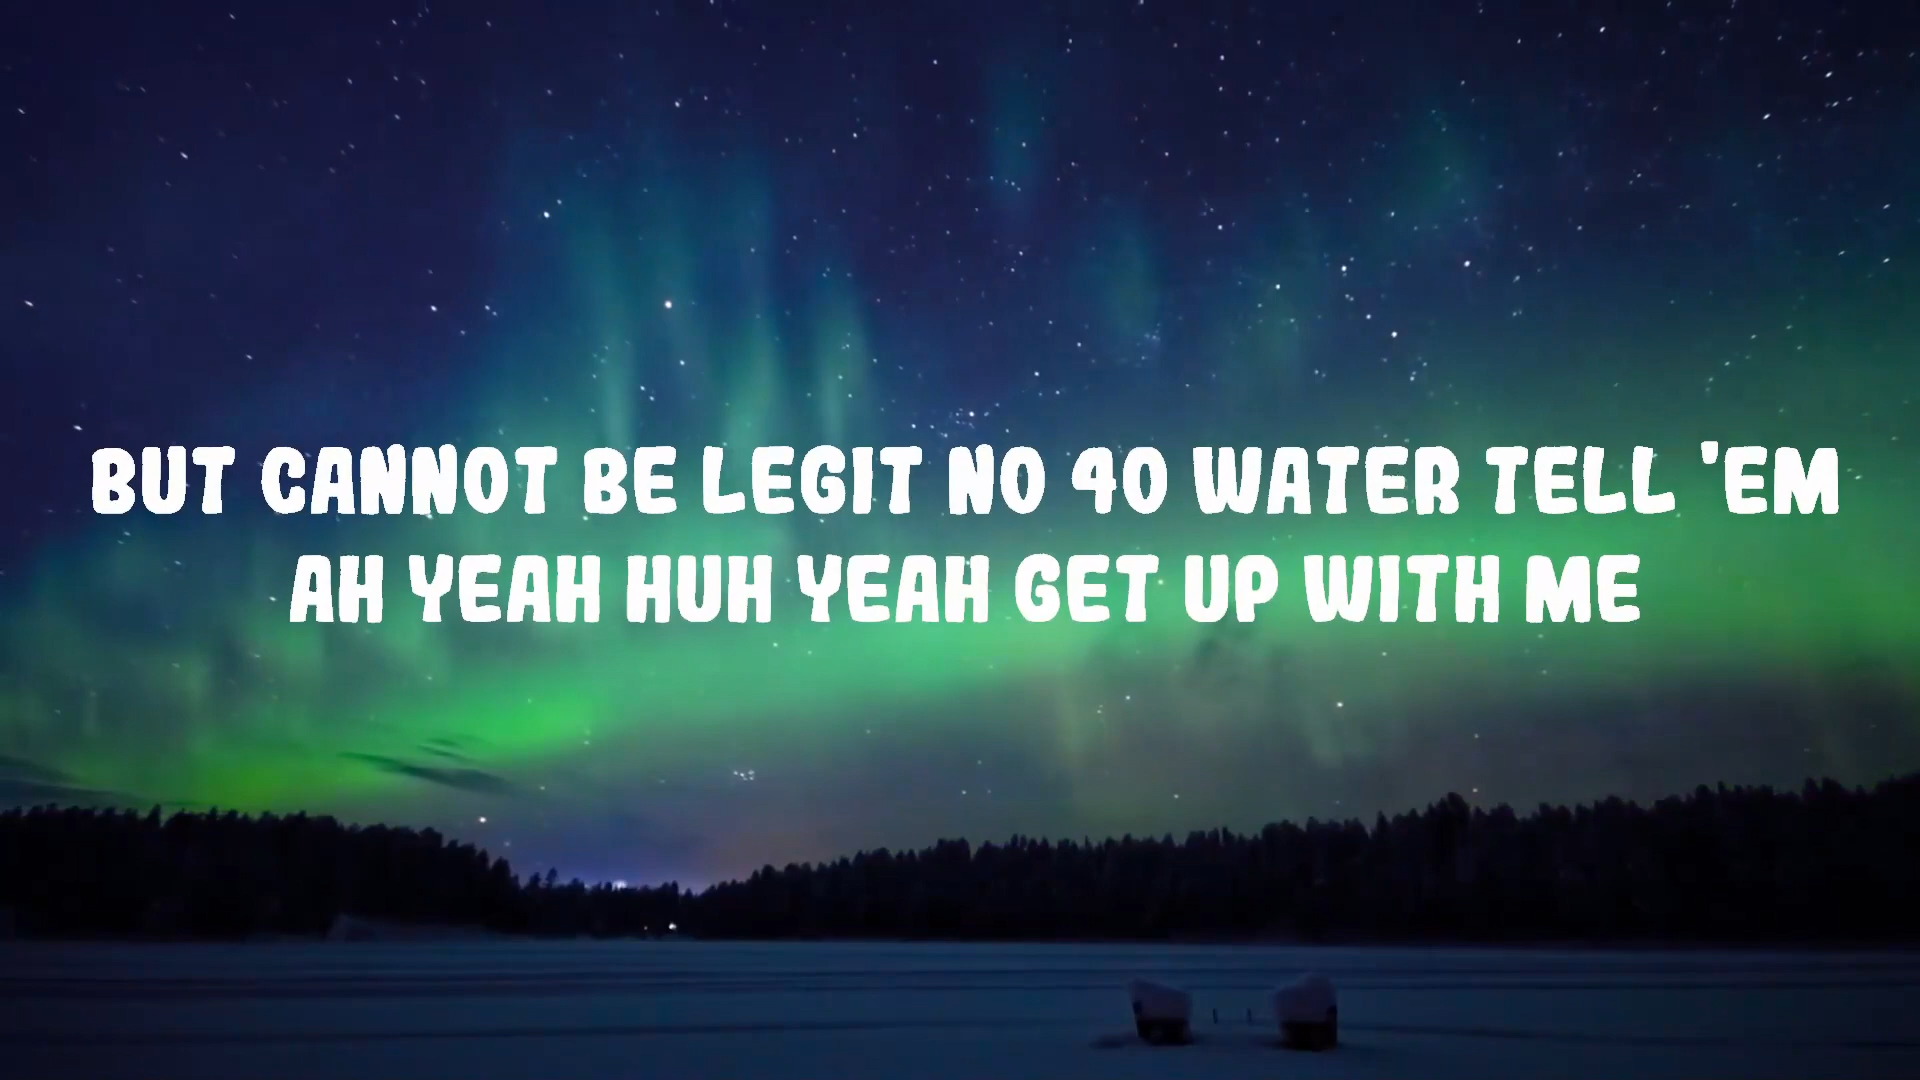 BUT CANNOT BE LEGIT NO 40 WATER TELL 'EM
AH YEAH HUH YEAH GET UP WITH ME